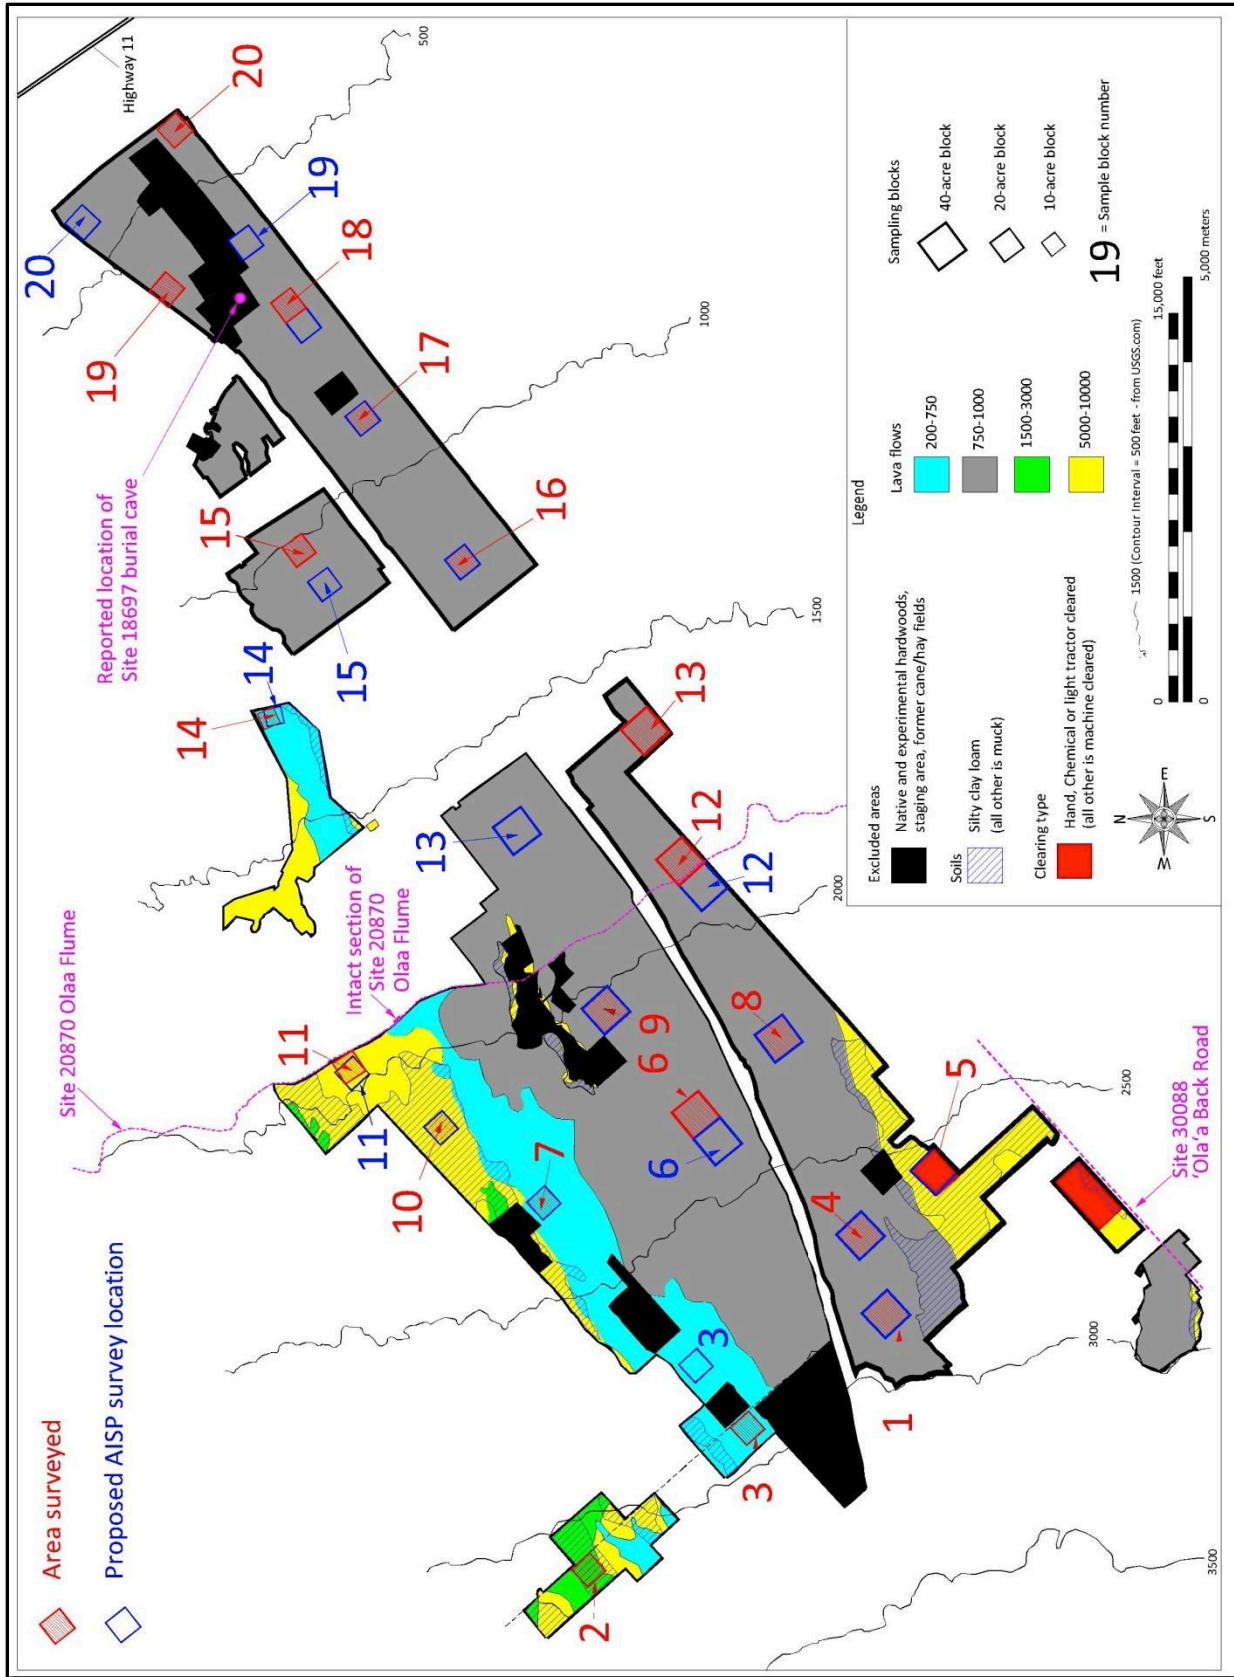 Area surveyed
Proposed AISP survey location
Site 20870 Olaa Flume
Intact section of
Site 20870
Olaa Flume
Reported location of
Site 18697 burial cave
Highway 11
Site 30088
'Ola'a Back Road
1
2
3
3
4
5
6
6
7
8
9
10
11
11
12
12
13
13
14
14
15
15
16
17
18
19
19
20
20
500
1000
1500
2000
2500
3000
3500
Legend
Excluded areas
Native and experimental hardwoods,
staging area, former cane/hay fields
Soils
Silty clay loam
(all other is muck)
Clearing type
Hand, Chemical or light tractor cleared
(all other is machine cleared)
Lava flows
200-750
750-1000
1500-3000
5000-10000
Sampling blocks
40-acre block
20-acre block
10-acre block
19 = Sample block number
N
W
E
S
1500 (Contour Interval = 500 feet - from USGS.com)
0
15,000 feet
0
5,000 meters